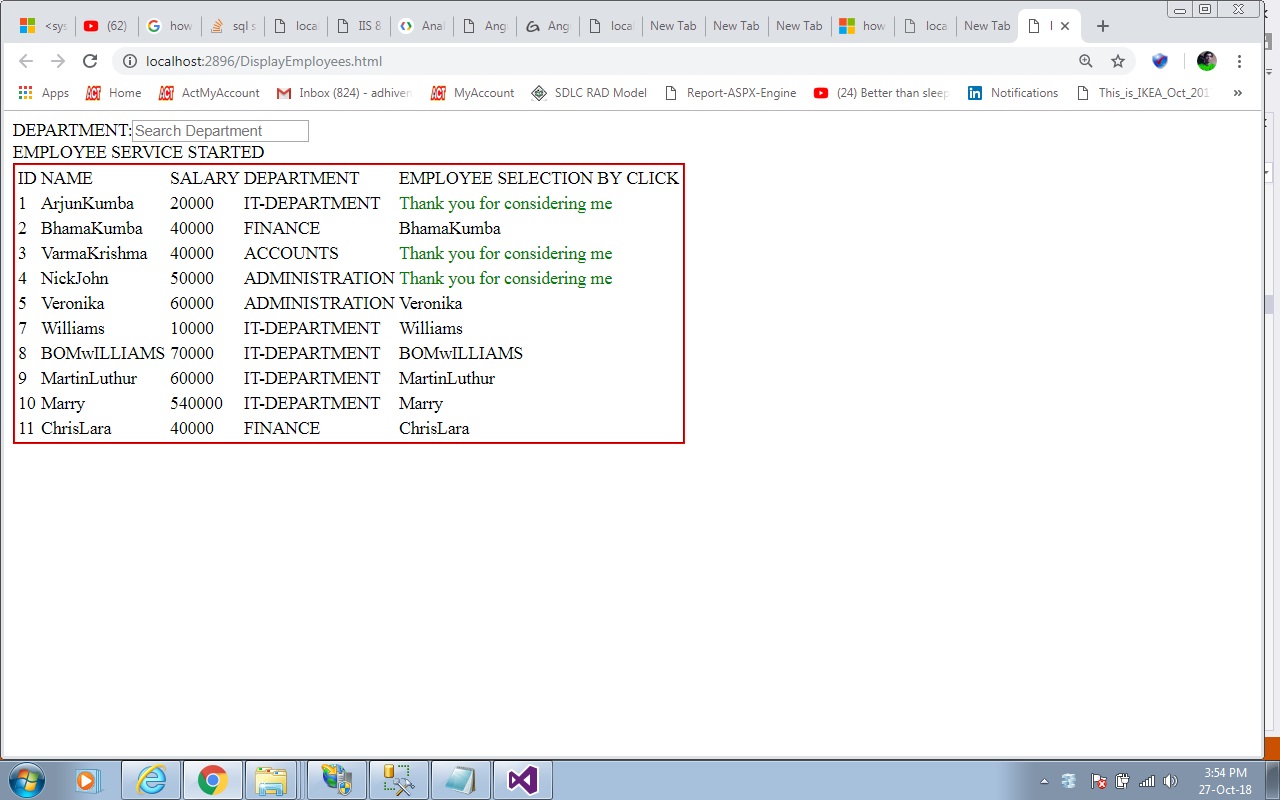 <sys (62) how sql s loca IIS 8 Anal Ang Ang loca New Tab New Tab New Tab how loca New Tab
localhost:2896/DisplayEmployees.html
Apps ACT Home ACT ActMyAccount Inbox (824) - adhiven ACT MyAccount SDLC RAD Model Report-ASPX-Engine (24) Better than sleep in Notifications This_is_IKEA_Oct_201 »
DEPARTMENT: Search Department
EMPLOYEE SERVICE STARTED
ID NAME SALARY DEPARTMENT EMPLOYEE SELECTION BY CLICK
1 ArjunKumba 20000 IT-DEPARTMENT Thank you for considering me
2 BhamaKumba 40000 FINANCE BhamaKumba
3 VarmaKrishma 40000 ACCOUNTS Thank you for considering me
4 NickJohn 50000 ADMINISTRATION Thank you for considering me
5 Veronika 60000 ADMINISTRATION Veronika
7 Williams 10000 IT-DEPARTMENT Williams
8 BOMwILLIAMS 70000 IT-DEPARTMENT BOMwILLIAMS
9 MartinLuthur 60000 IT-DEPARTMENT MartinLuthur
10 Marry 540000 IT-DEPARTMENT Marry
11 ChrisLara 40000 FINANCE ChrisLara
3:54 PM
27-Oct-18